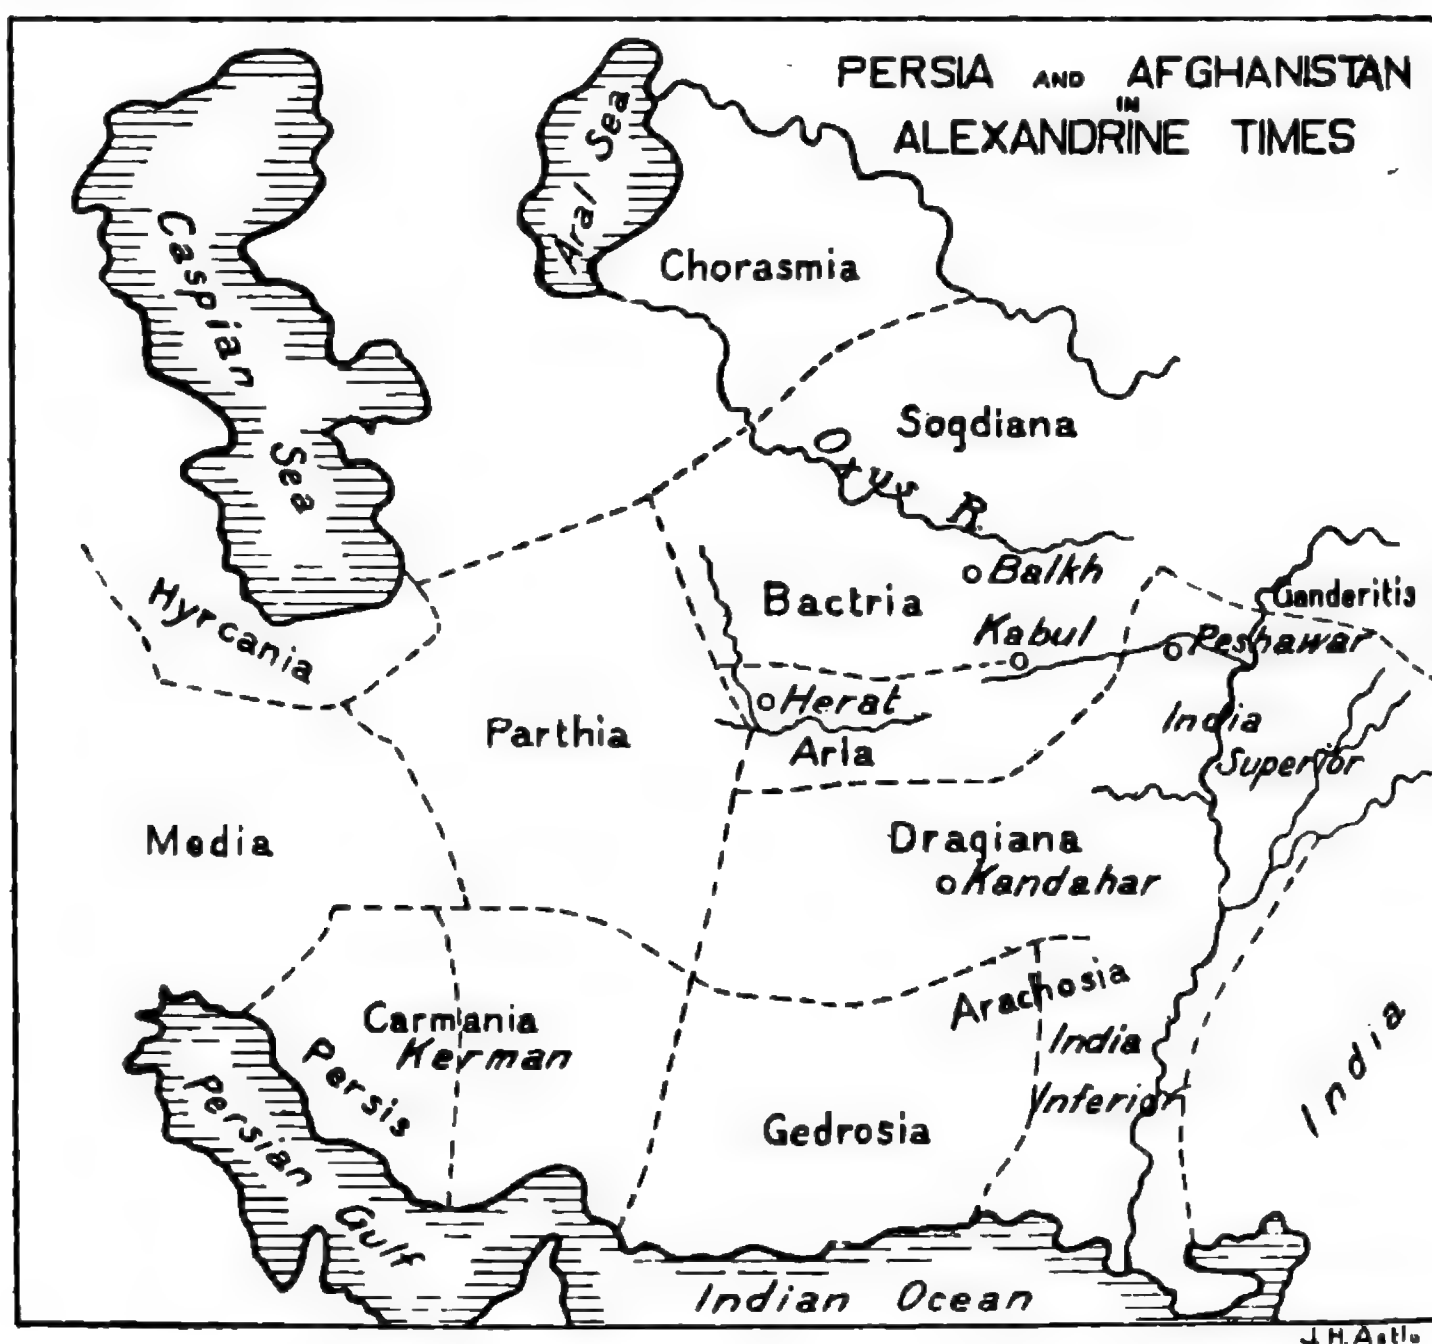 PERSIA AND AFGHANISTAN
IN
ALEXANDRINE TIMES
Aral Sea
Caspian Sea
Chorasmia
Sogdiana
Oxus R.
Balkh
Bactria
Ganderitis
Kabul
Peshawar
Hyrcania
Herat
India
Superior
Parthia
Aria
Media
Dragiana
Kandahar
Arachosia
Carmania
Kerman
India
Inferior
India
Persis
Persian Gulf
Gedrosia
Indian Ocean
J.H.